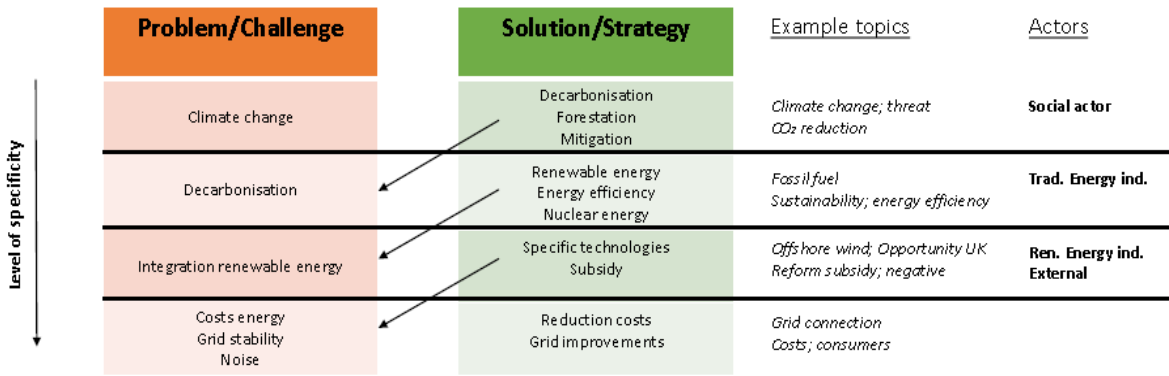 Problem/Challenge
Solution/Strategy
Example topics
Actors
Level of specificity
Climate change
Decarbonisation
Forestation
Mitigation
Climate change; threat
CO₂ reduction
Social actor
Decarbonisation
Renewable energy
Energy efficiency
Nuclear energy
Fossil fuel
Sustainability; energy efficiency
Trad. Energy ind.
Integration renewable energy
Specific technologies
Subsidy
Offshore wind; Opportunity UK
Reform subsidy; negative
Ren. Energy ind.
External
Costs energy
Grid stability
Noise
Reduction costs
Grid improvements
Grid connection
Costs; consumers